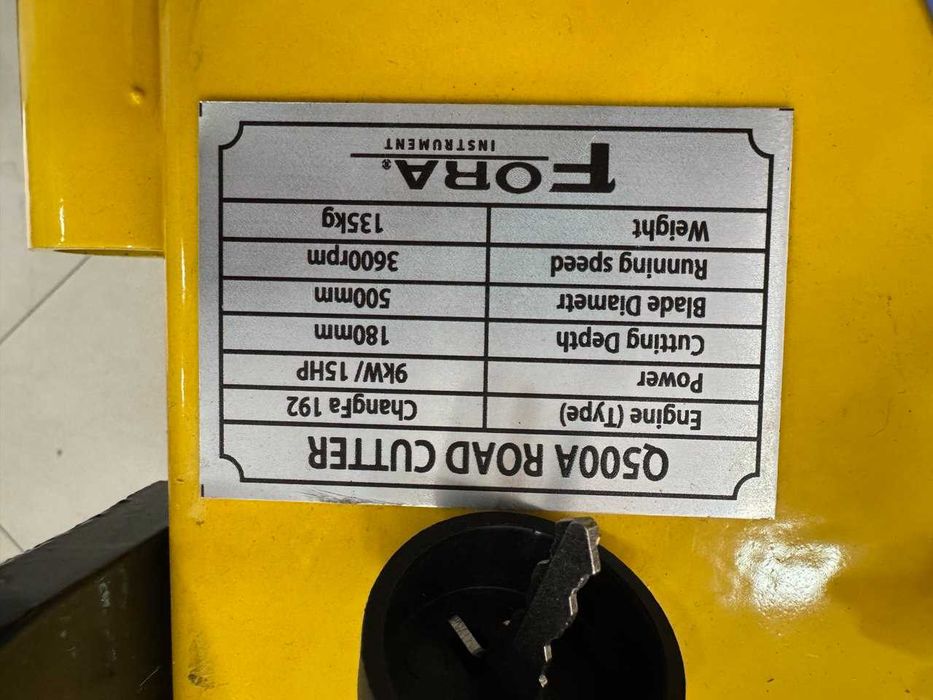 Q500A ROAD CUTTER
Engine (Type) ChangFa 192
Power 9kW/ 15HP
Cutting Depth 180mm
Blade Diametr 500mm
Running speed 3600rpm
Weight 135kg
FORA®
INSTRUMENT